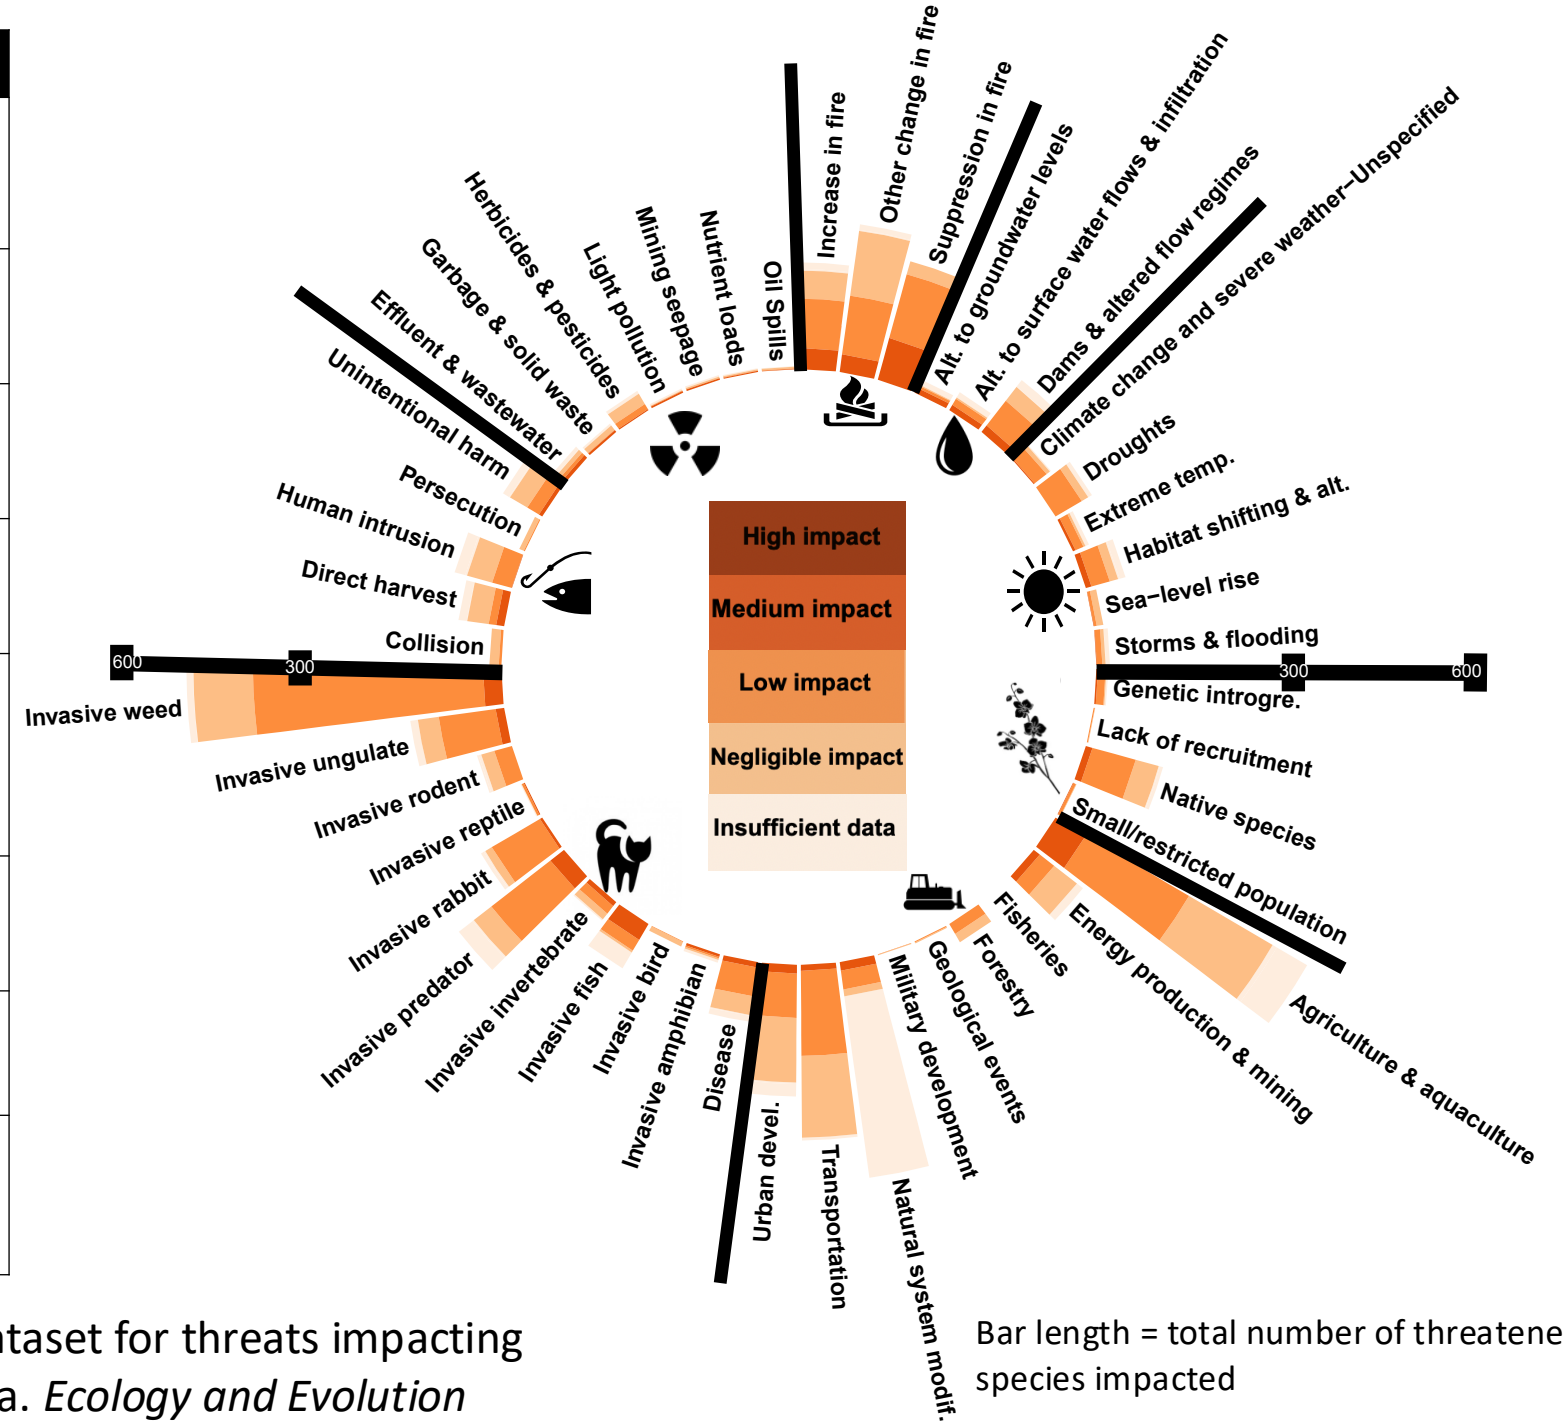 Increase in fire
Other change in fire
Suppression in fire
Alt. to groundwater levels
Alt. to surface water flows & infiltration
Dams & altered flow regimes
Climate change and severe weather−Unspecified
Droughts
Extreme temp.
Habitat shifting & alt.
Sea−level rise
Storms & flooding
300
600
Genetic introgre.
Lack of recruitment
Native species
Small/restricted population
Agriculture & aquaculture
Energy production & mining
Fisheries
Forestry
Geological events
Military development
Natural system modif.
Transportation
Urban devel.
Disease
Invasive amphibian
Invasive bird
Invasive fish
Invasive invertebrate
Invasive predator
Invasive rabbit
Invasive reptile
Invasive rodent
Invasive ungulate
Invasive weed
600
300
Collision
Direct harvest
Human intrusion
Persecution
Unintentional harm
Effluent & wastewater
Garbage & solid waste
Herbicides & pesticides
Light pollution
Mining seepage
Nutrient loads
Oil Spills
High impact
Medium impact
Low impact
Negligible impact
Insufficient data
ataset for threats impacting
a. Ecology and Evolution
Bar length = total number of threatene
species impacted